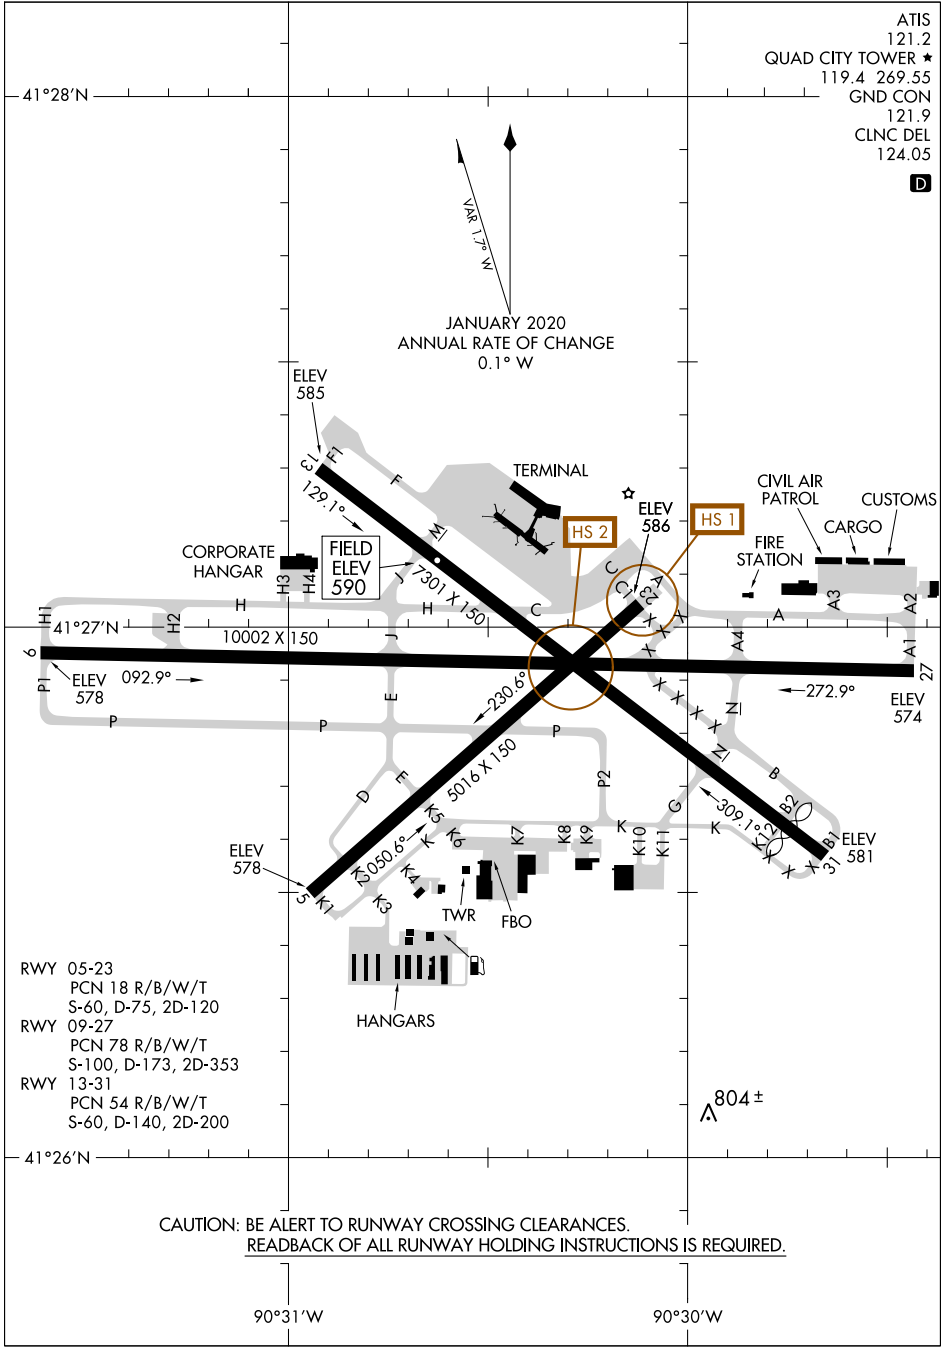 ATIS
121.2
QUAD CITY TOWER ★
119.4 269.55
GND CON
121.9
CLNC DEL
124.05
D
41°28'N
VAR 1.7° W
JANUARY 2020
ANNUAL RATE OF CHANGE
0.1° W
ELEV
585
13
F1
F
129.1°
TERMINAL
HS 2
ELEV
586
HS 1
CIVIL AIR
PATROL
CUSTOMS
CARGO
FIRE
STATION
CORPORATE
HANGAR
FIELD
ELEV
590
M
J
7301 X 150
H3
H4
H
H
C
C
C1
A
23
A
A3
A2
H1
H2
41°27'N
10002 X 150
J
A4
A1
9
ELEV
578
092.9°
230.6°
272.9°
27
ELEV
574
P1
E
P
P
P
N
N
X
X
X
X
X
X
X
X
X
5016 X 150
D
E
P2
B
B2
G
309.1°
K5
K
K6
K7
K8
K9
K
K10
K11
K
K12
B1
31
ELEV
581
X
X
X
ELEV
578
050.6°
5
K1
K2
K3
K4
TWR
FBO
HANGARS
RWY 05-23
PCN 18 R/B/W/T
S-60, D-75, 2D-120
RWY 09-27
PCN 78 R/B/W/T
S-100, D-173, 2D-353
RWY 13-31
PCN 54 R/B/W/T
S-60, D-140, 2D-200
804 ±
41°26'N
CAUTION: BE ALERT TO RUNWAY CROSSING CLEARANCES.
READBACK OF ALL RUNWAY HOLDING INSTRUCTIONS IS REQUIRED.
90°31'W
90°30'W